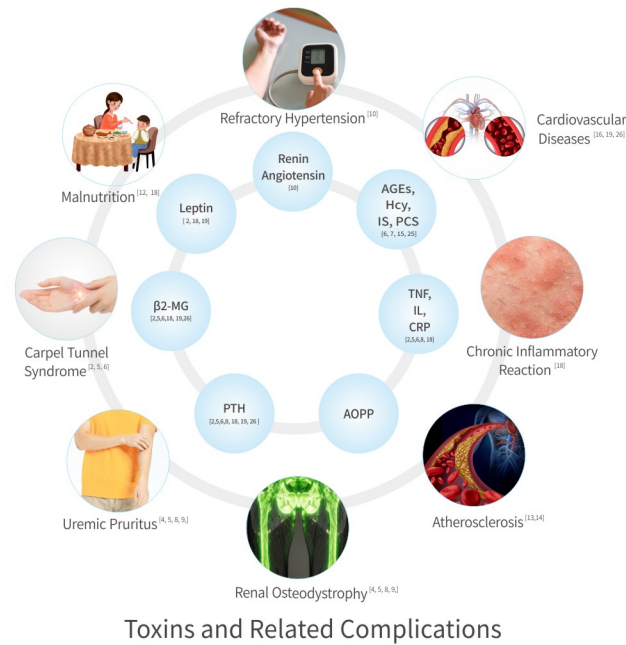 Refractory Hypertension [10]
Cardiovascular
Diseases [16, 19, 26]
Malnutrition [12, 18]
Renin
Angiotensin
[10]
AGEs,
Hcy,
IS, PCS
[6, 7, 15, 25]
Leptin
[ 2, 18, 19]
β2-MG
[2,5,6,18, 19,26]
TNF,
IL,
CRP
[2,5,6,8, 18]
Carpel Tunnel
Syndrome [2, 5, 6]
Chronic Inflammatory
Reaction [18]
PTH
[2,5,6,8, 18, 19, 26 ]
AOPP
Uremic Pruritus [4, 5, 8, 9,]
Atherosclerosis [13,14]
Renal Osteodystrophy [4, 5, 8, 9,]
Toxins and Related Complications